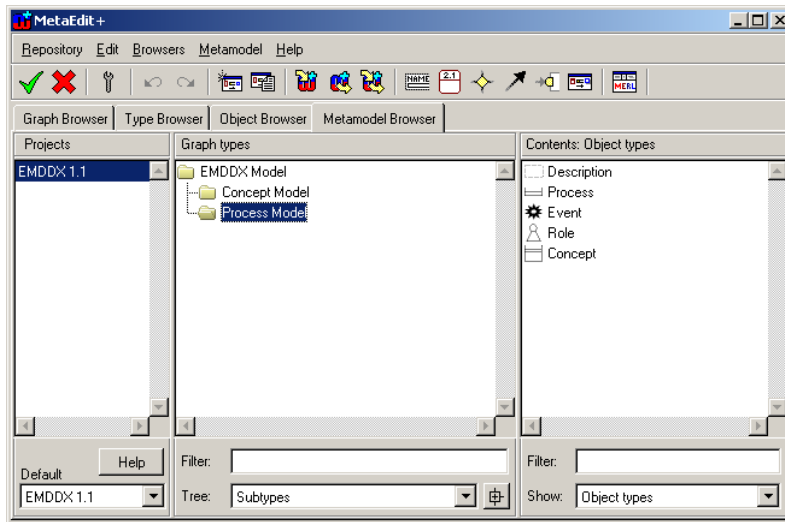 MetaEdit+
Repository Edit Browsers Metamodel Help
NAME 2.1 MERL
Graph Browser Type Browser Object Browser Metamodel Browser
Projects Graph types Contents: Object types
EMDDX 1.1 EMDDX Model Description
Concept Model Process
Process Model Event
Role
Concept
Default Help Filter: Filter:
EMDDX 1.1 Tree: Subtypes Show: Object types